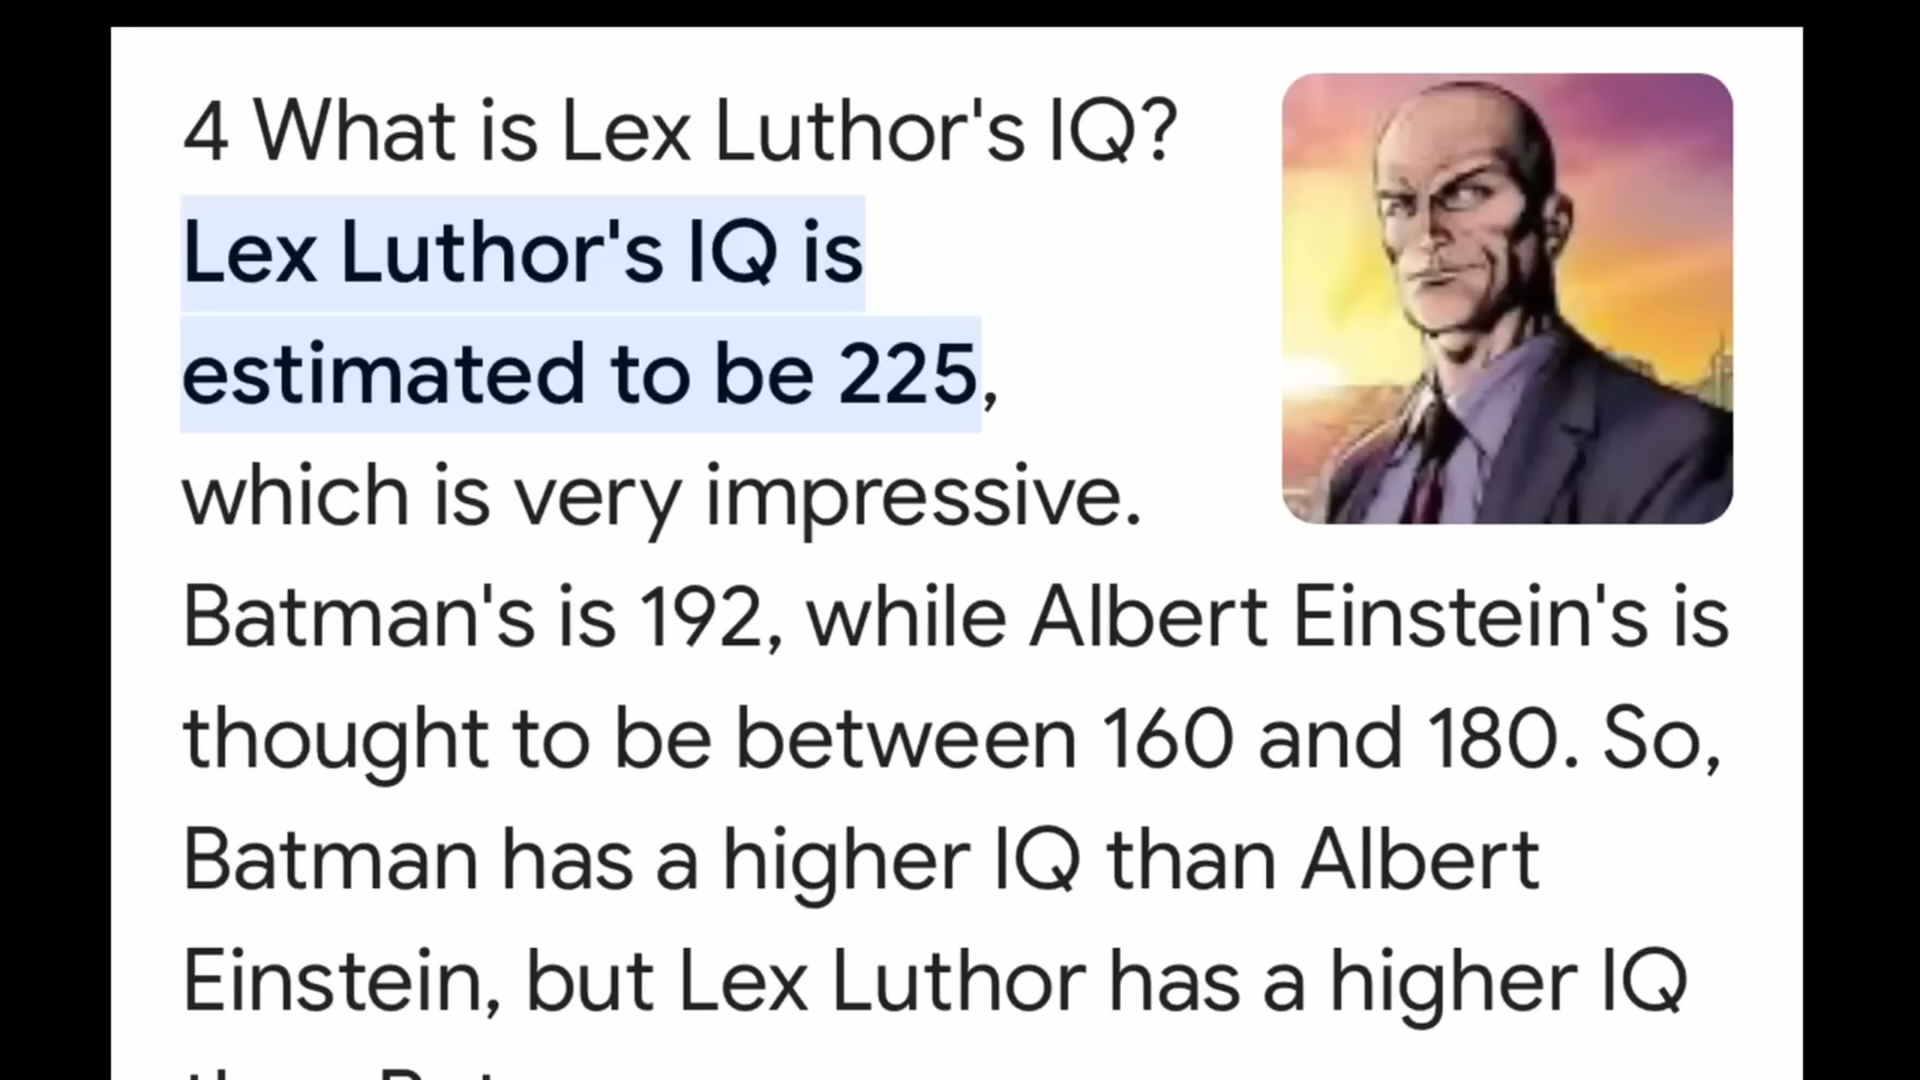 4 What is Lex Luthor's IQ?
Lex Luthor's IQ is
estimated to be 225,
which is very impressive.
Batman's is 192, while Albert Einstein's is
thought to be between 160 and 180. So,
Batman has a higher IQ than Albert
Einstein, but Lex Luthor has a higher IQ